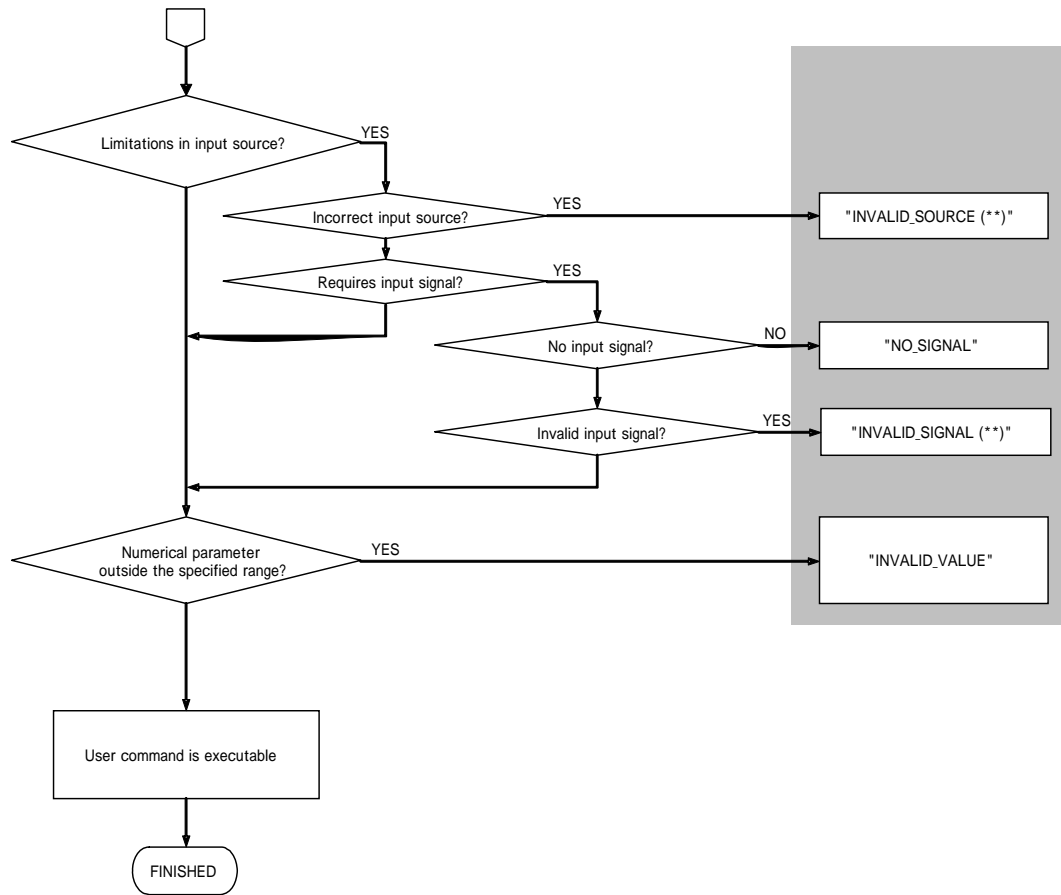 Limitations in input source?
YES
Incorrect input source?
YES
"INVALID_SOURCE (**)"
Requires input signal?
YES
No input signal?
NO
"NO_SIGNAL"
Invalid input signal?
YES
"INVALID_SIGNAL (**)"
Numerical parameter
outside the specified range?
YES
"INVALID_VALUE"
User command is executable
FINISHED